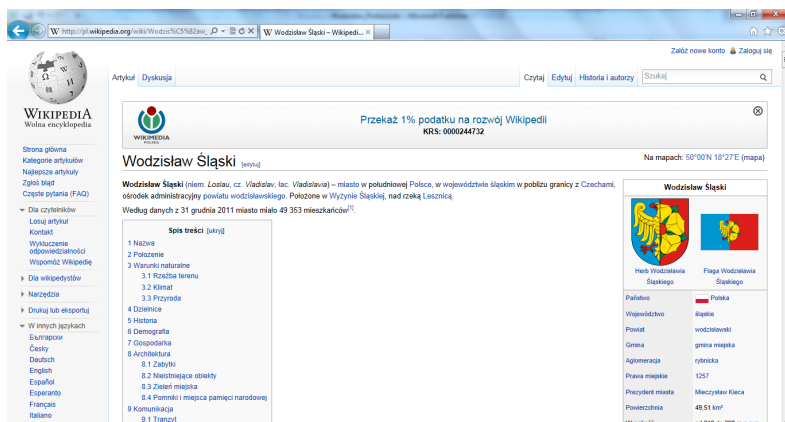 http://pl.wikipedia.org/wiki/Wodzis%C5%82aw_
W Wodzisław Śląski – Wikipedi...
Załóż nowe konto Zaloguj się
Artykuł Dyskusja
Czytaj Edytuj Historia i autorzy Szukaj
WIKIPEDIA
Wolna encyklopedia
Strona główna
Kategorie artykułów
Najlepsze artykuły
Zgłoś błąd
Częste pytania (FAQ)
Dla czytelników
Losuj artykuł
Kontakt
Wykluczenie
odpowiedzialności
Wspomóż Wikipedię
Dla wikipedystów
Narzędzia
Drukuj lub eksportuj
W innych językach
Български
Česky
Deutsch
English
Español
Esperanto
Français
Italiano
WIKIMEDIA
POLSKA
Przekaż 1% podatku na rozwój Wikipedii
KRS: 0000244732
Wodzisław Śląski [edytuj]
Na mapach: 50°00′N 18°27′E (mapa)
Wodzisław Śląski (niem. Loslau, cz. Vladislav, łac. Vladislavia) – miasto w południowej Polsce, w województwie śląskim w pobliżu granicy z Czechami,
ośrodek administracyjny powiatu wodzisławskiego. Położone w Wyżynie Śląskiej, nad rzeką Lesznicą.
Według danych z 31 grudnia 2011 miasto miało 49 353 mieszkańców[1].
Spis treści [ukryj]
1 Nazwa
2 Położenie
3 Warunki naturalne
3.1 Rzeźba terenu
3.2 Klimat
3.3 Przyroda
4 Dzielnice
5 Historia
6 Demografia
7 Gospodarka
8 Architektura
8.1 Zabytki
8.2 Nieistniejące obiekty
8.3 Zieleń miejska
8.4 Pomniki i miejsca pamięci narodowej
9 Komunikacja
9.1 Tranzyt
Wodzisław Śląski
Herb Wodzisławia
Śląskiego
Flaga Wodzisławia
Śląskiego
Państwo Polska
Województwo śląskie
Powiat wodzisławski
Gmina gmina miejska
Aglomeracja rybnicka
Prawa miejskie 1257
Prezydent miasta Mieczysław Kieca
Powierzchnia 49,51 km²